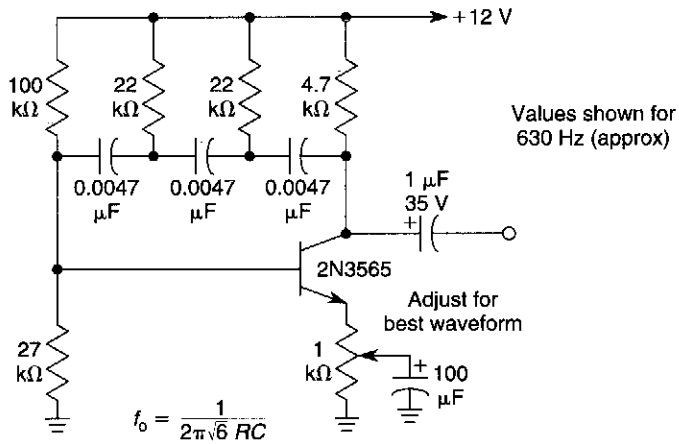 +12 V
100
kΩ
22
kΩ
22
kΩ
4.7
kΩ
Values shown for
630 Hz (approx)
0.0047
μF
0.0047
μF
0.0047
μF
1 μF
35 V
+
2N3565
Adjust for
best waveform
27
kΩ
1
kΩ
+
100
μF
f₀ = 1 / 2π√6 RC